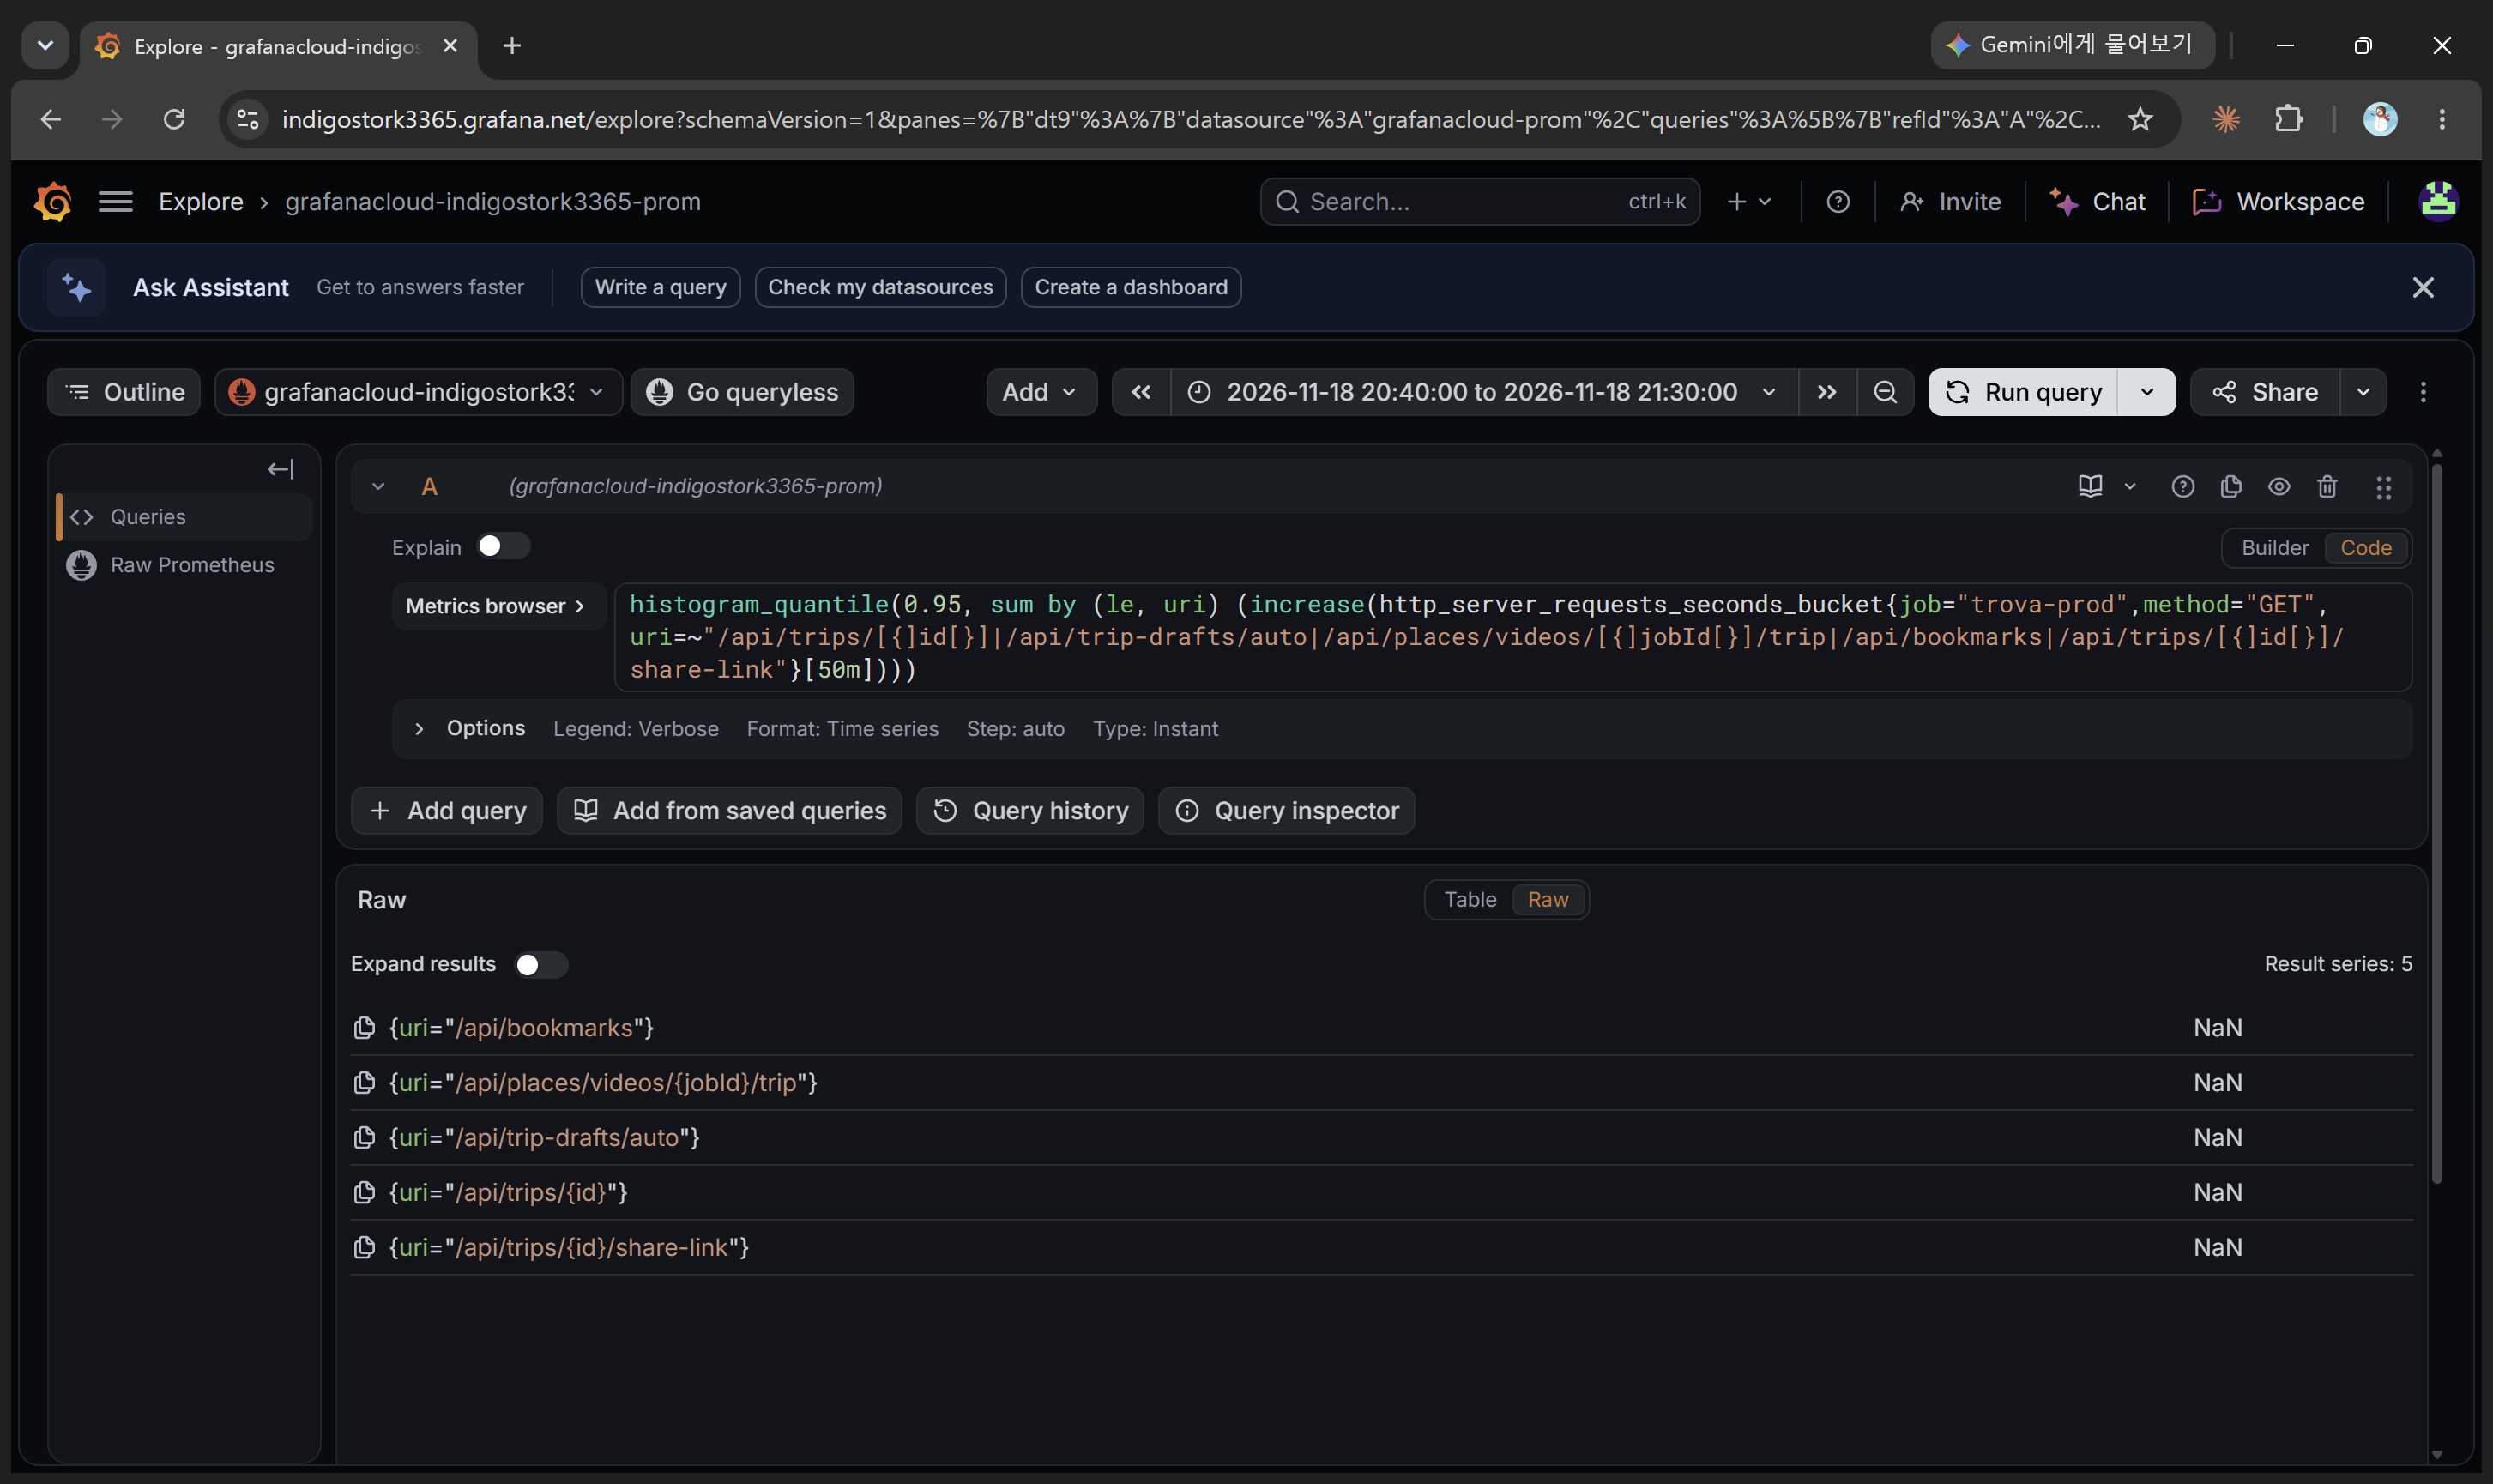 Explore - grafanacloud-indigos
Gemini에게 물어보기
indigostork3365.grafana.net/explore?schemaVersion=1&panes=%7B"dt9"%3A%7B"datasource"%3A"grafanacloud-prom"%2C"queries"%3A%5B%7B"refId"%3A"A"%2C...
Explore › grafanacloud-indigostork3365-prom
Search... ctrl+k
Invite
Chat
Workspace
Ask Assistant Get to answers faster Write a query Check my datasources Create a dashboard
Outline grafanacloud-indigostork33 Go queryless Add 2026-11-18 20:40:00 to 2026-11-18 21:30:00 Run query Share
Queries
Raw Prometheus
A (grafanacloud-indigostork3365-prom)
Explain Builder Code
Metrics browser >
histogram_quantile(0.95, sum by (le, uri) (increase(http_server_requests_seconds_bucket{job="trova-prod",method="GET",
uri=~"/api/trips/[{]id[}]|/api/trip-drafts/auto|/api/places/videos/[{]jobId[}]/trip|/api/bookmarks|/api/trips/[{]id[}]/
share-link"}[50m])))
Options Legend: Verbose Format: Time series Step: auto Type: Instant
Add query Add from saved queries Query history Query inspector
Raw Table Raw
Expand results Result series: 5
{uri="/api/bookmarks"} NaN
{uri="/api/places/videos/{jobId}/trip"} NaN
{uri="/api/trip-drafts/auto"} NaN
{uri="/api/trips/{id}"} NaN
{uri="/api/trips/{id}/share-link"} NaN